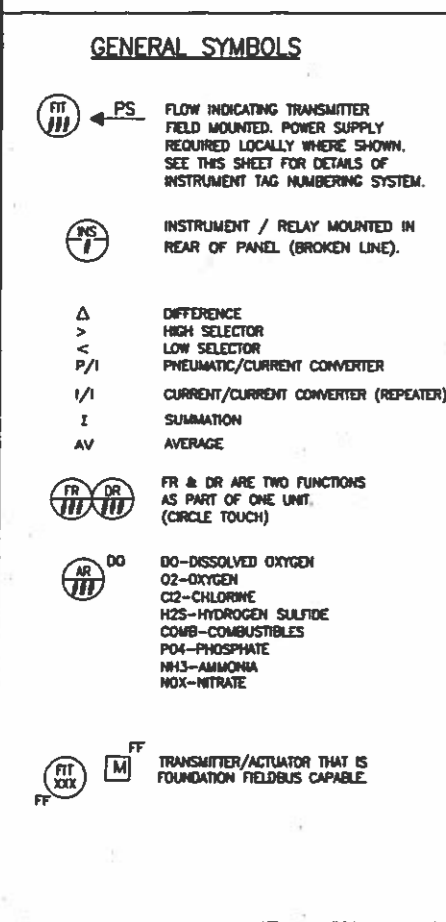 GENERAL SYMBOLS
FIT
###
PS
FLOW INDICATING TRANSMITTER
FIELD MOUNTED. POWER SUPPLY
REQUIRED LOCALLY WHERE SHOWN.
SEE THIS SHEET FOR DETAILS OF
INSTRUMENT TAG NUMBERING SYSTEM.
INS
INSTRUMENT / RELAY MOUNTED IN
REAR OF PANEL (BROKEN LINE).
Δ DIFFERENCE
> HIGH SELECTOR
< LOW SELECTOR
P/I PNEUMATIC/CURRENT CONVERTER
I/I CURRENT/CURRENT CONVERTER (REPEATER)
Σ SUMMATION
AV AVERAGE
FR DR
### ###
FR & DR ARE TWO FUNCTIONS
AS PART OF ONE UNIT.
(CIRCLE TOUCH)
AR
###
DO
DO-DISSOLVED OXYGEN
O2-OXYGEN
Cl2-CHLORINE
H2S-HYDROGEN SULFIDE
COMB-COMBUSTIBLES
PO4-PHOSPHATE
NH3-AMMONIA
NOX-NITRATE
FIT
XXX
FF
M
FF
TRANSMITTER/ACTUATOR THAT IS
FOUNDATION FIELDBUS CAPABLE.